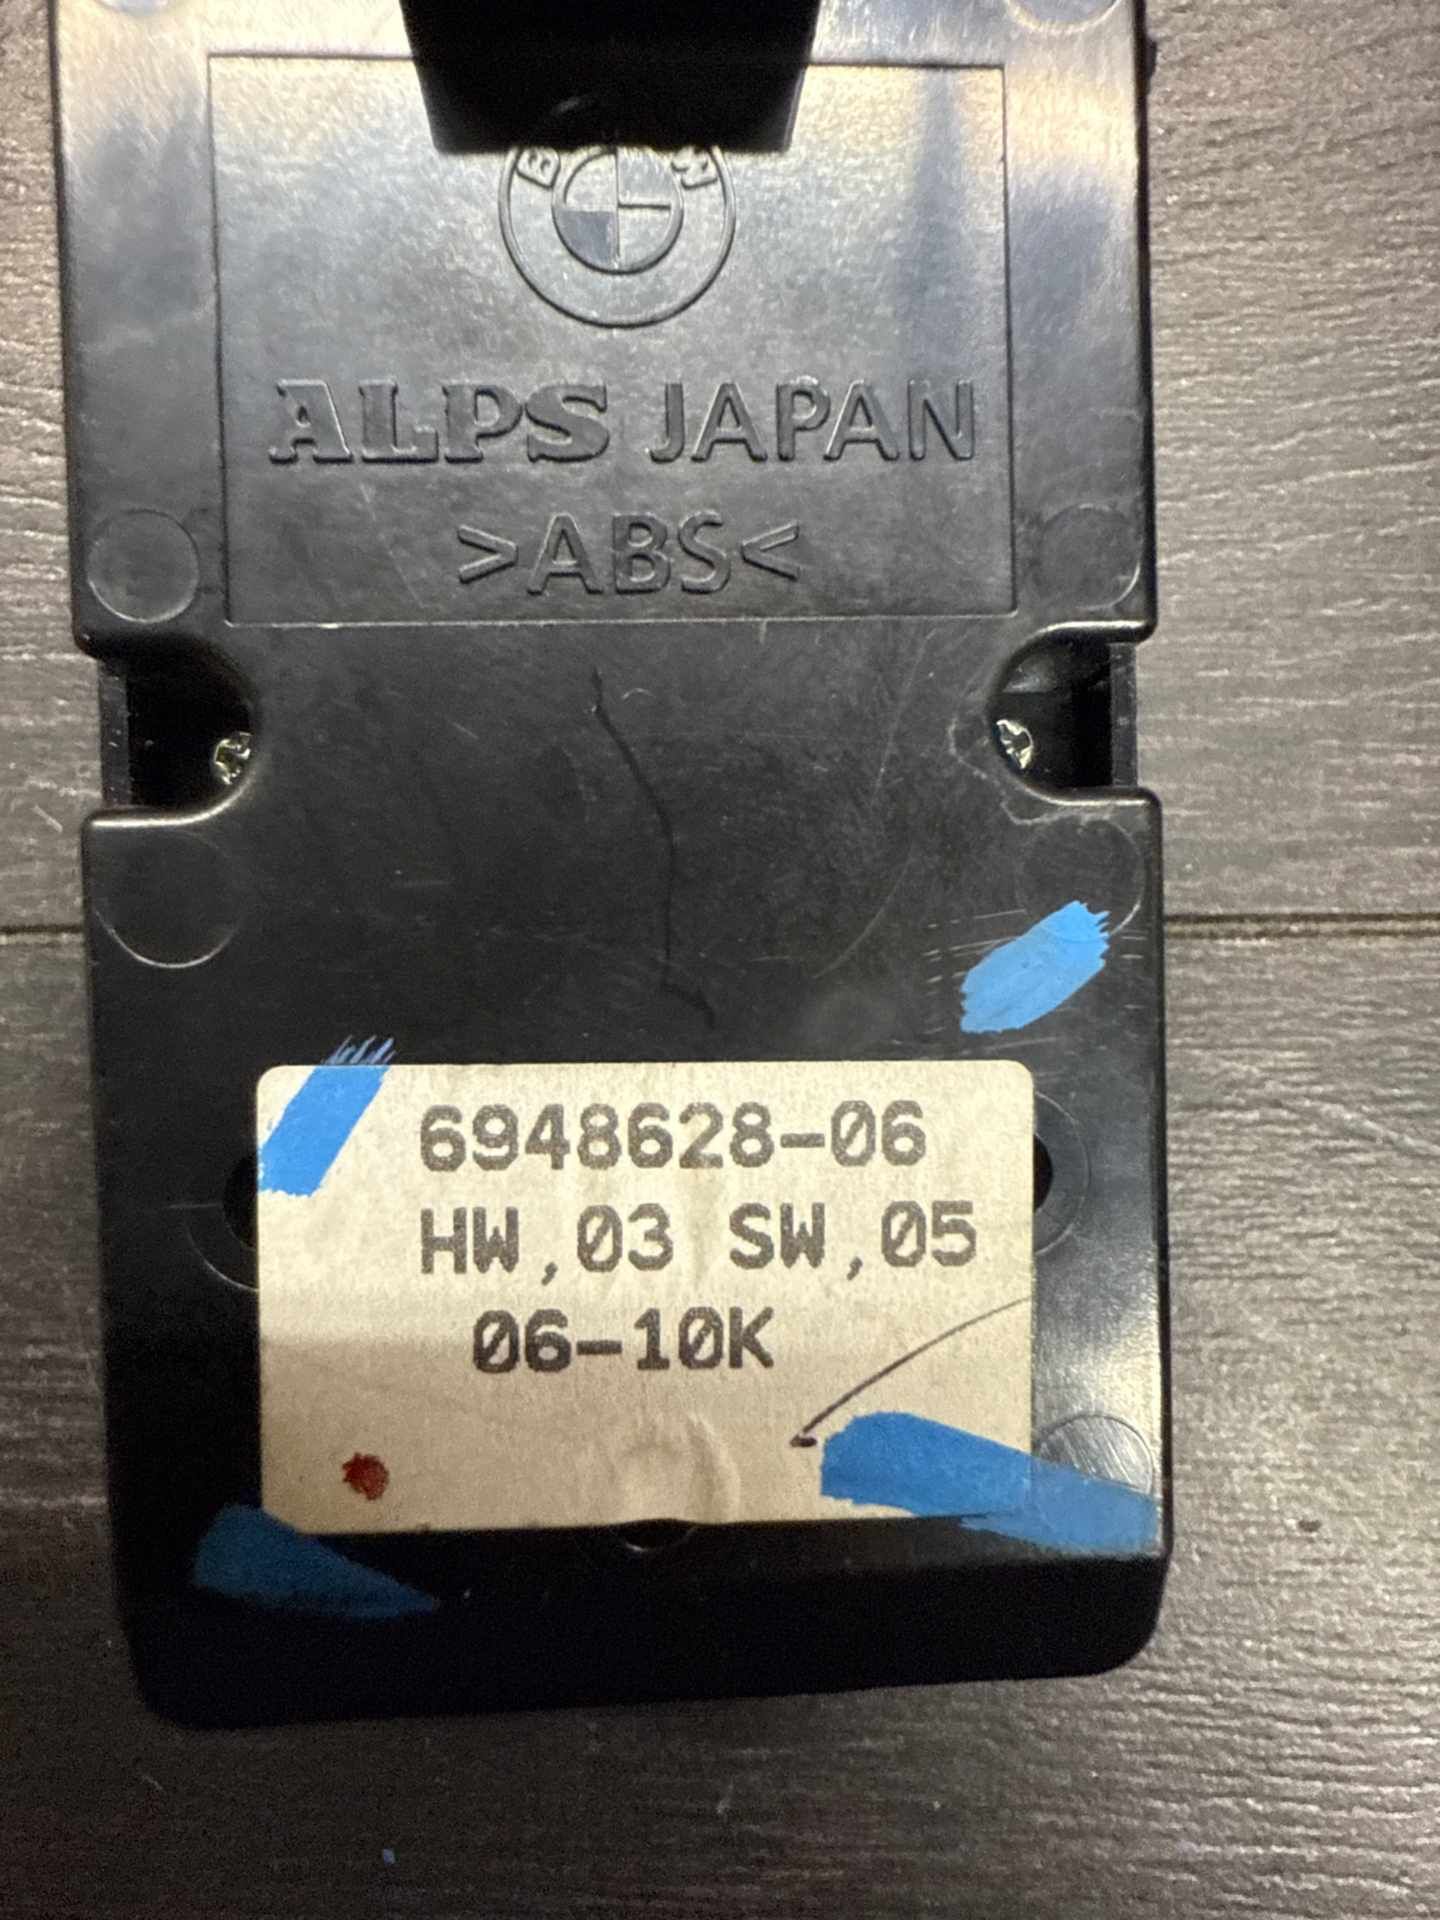 ALPS JAPAN
>ABS<
6948628-06
HW,03 SW,05
06-10K